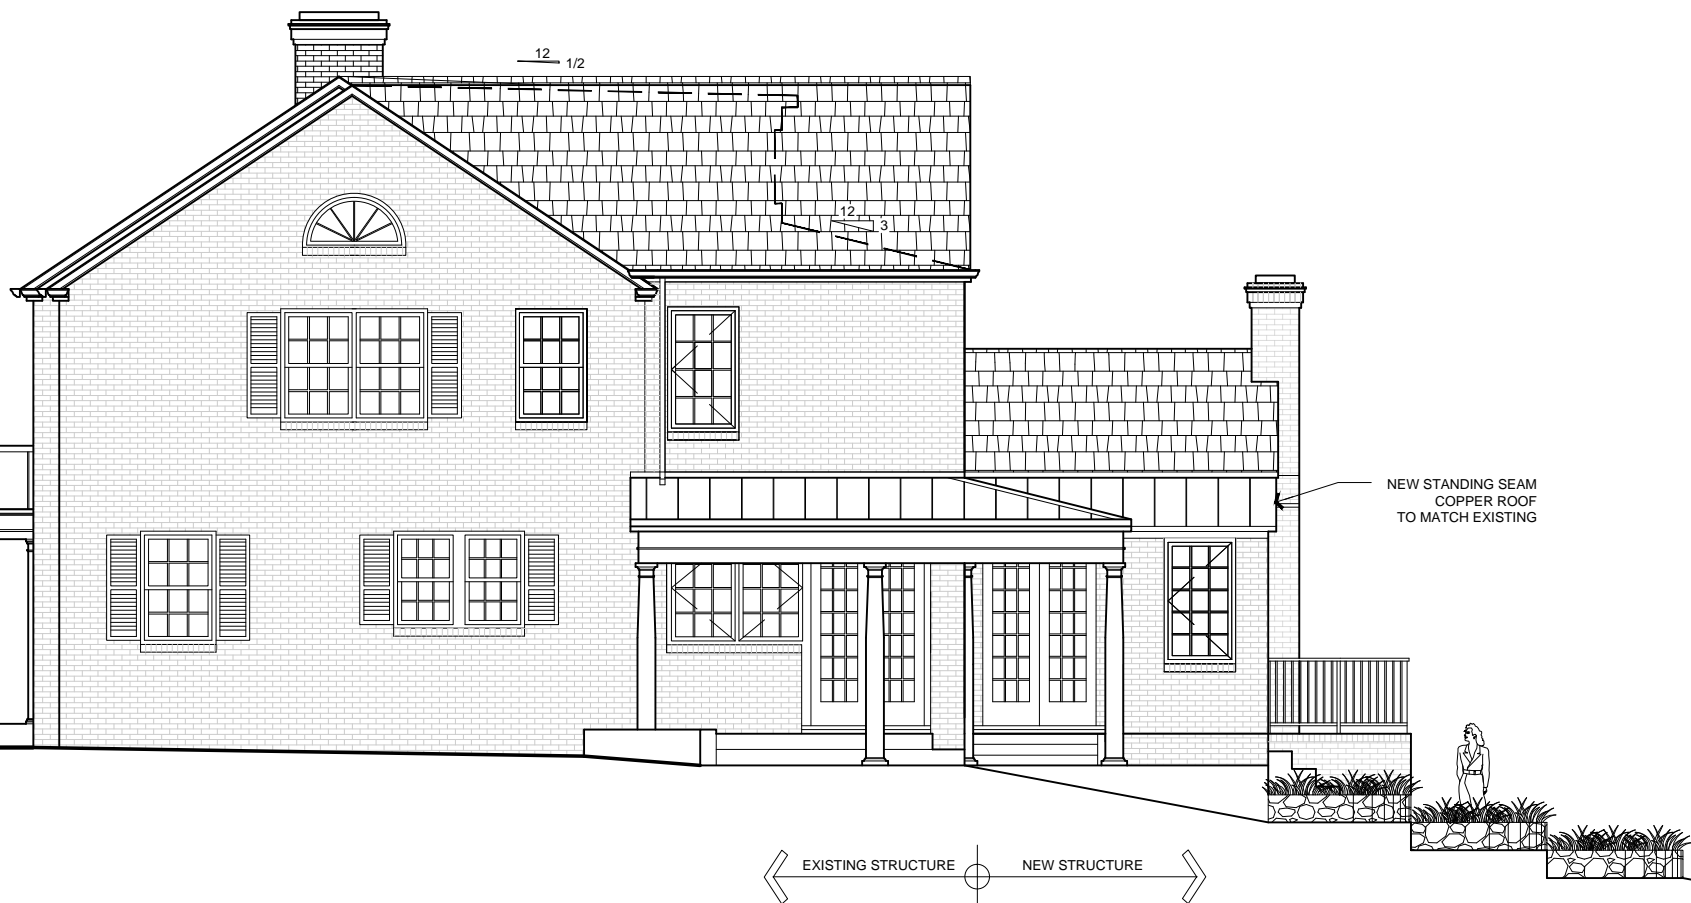 12
1/2
12
3
NEW STANDING SEAM
COPPER ROOF
TO MATCH EXISTING
EXISTING STRUCTURE
NEW STRUCTURE